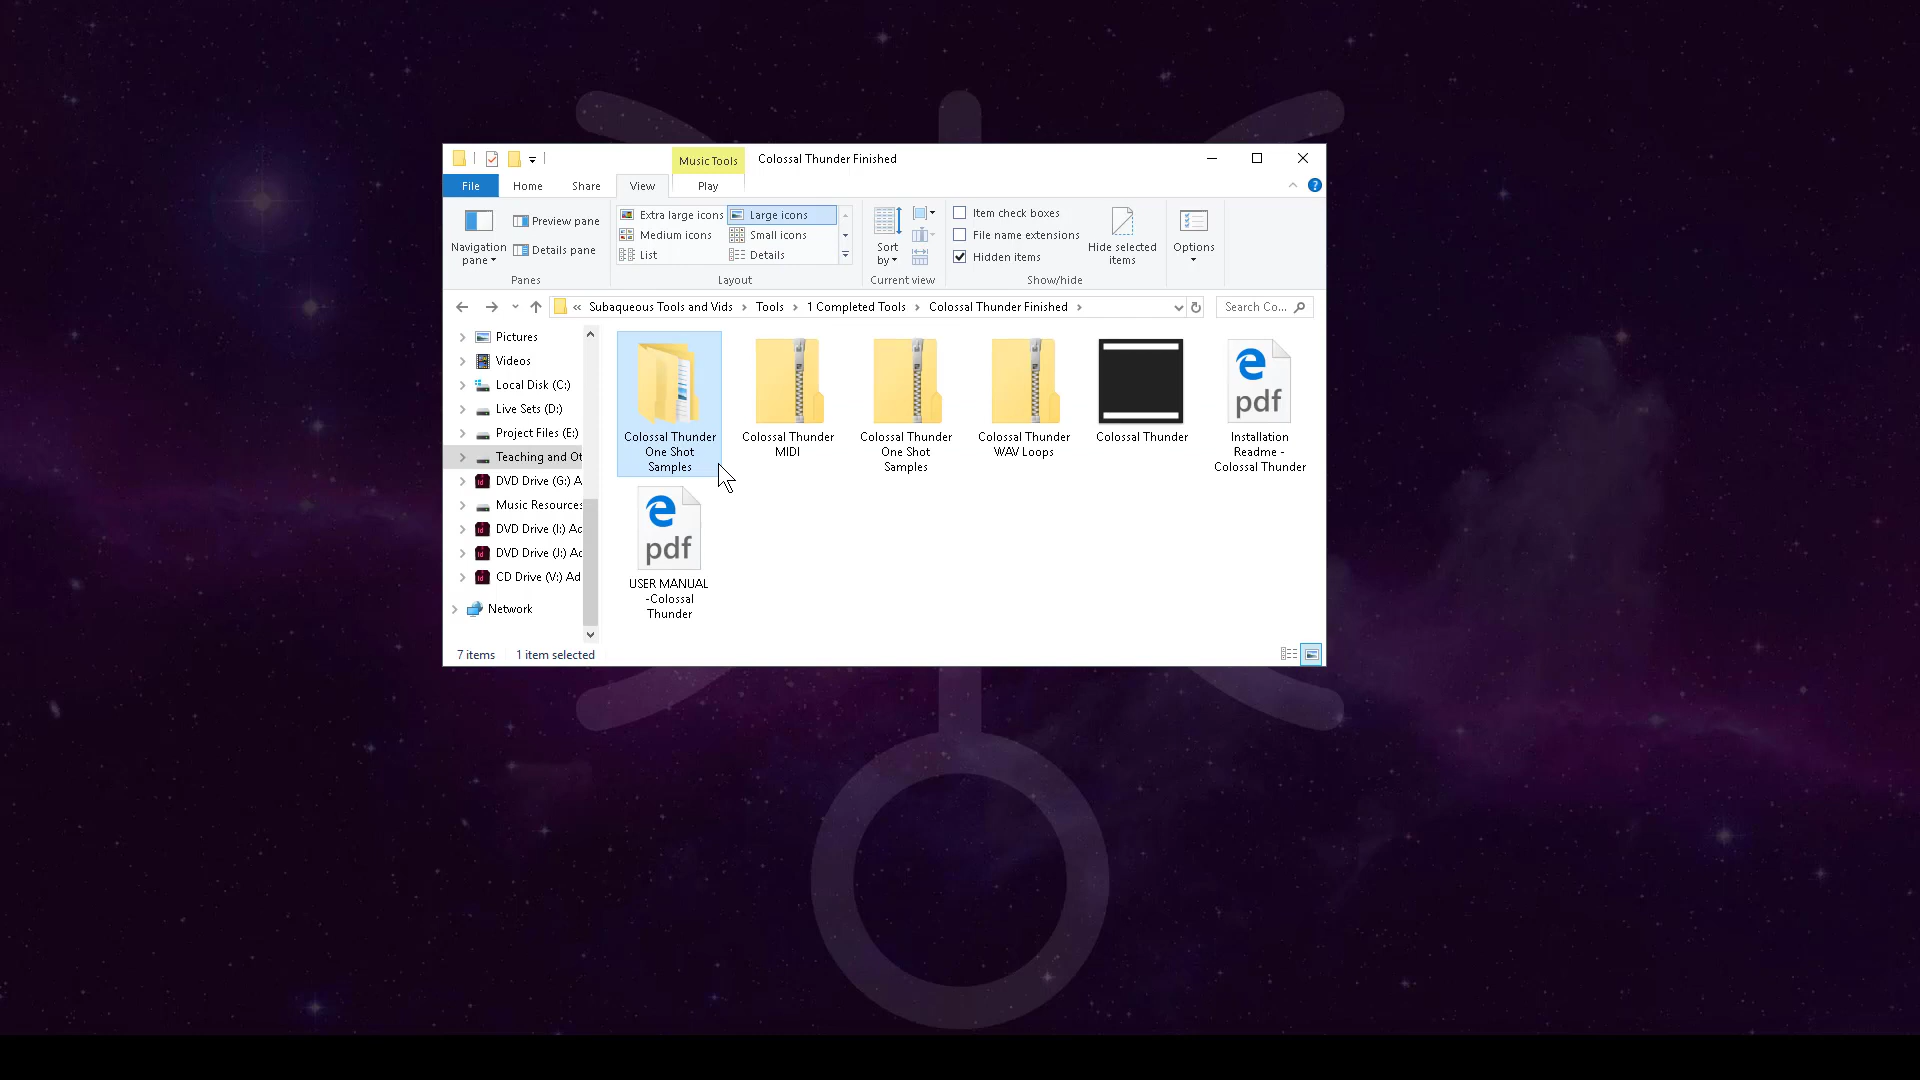 Music Tools
Colossal Thunder Finished
File
Home
Share
View
Play
Navigation
pane
Preview pane
Details pane
Panes
Extra large icons
Large icons
Medium icons
Small icons
List
Details
Layout
Sort
by
Current view
Item check boxes
File name extensions
Hidden items
Hide selected
items
Show/hide
Options
« Subaqueous Tools and Vids > Tools > 1 Completed Tools > Colossal Thunder Finished >
Search Co...
Pictures
Videos
Local Disk (C:)
Live Sets (D:)
Project Files (E:)
Teaching and Ot
DVD Drive (G:) A
Music Resources
DVD Drive (I:) Ac
DVD Drive (J:) Ac
CD Drive (V:) Ad
Network
Colossal Thunder
One Shot
Samples
Colossal Thunder
MIDI
Colossal Thunder
One Shot
Samples
Colossal Thunder
WAV Loops
Colossal Thunder
pdf
Installation
Readme -
Colossal Thunder
pdf
USER MANUAL
-Colossal
Thunder
7 items
1 item selected